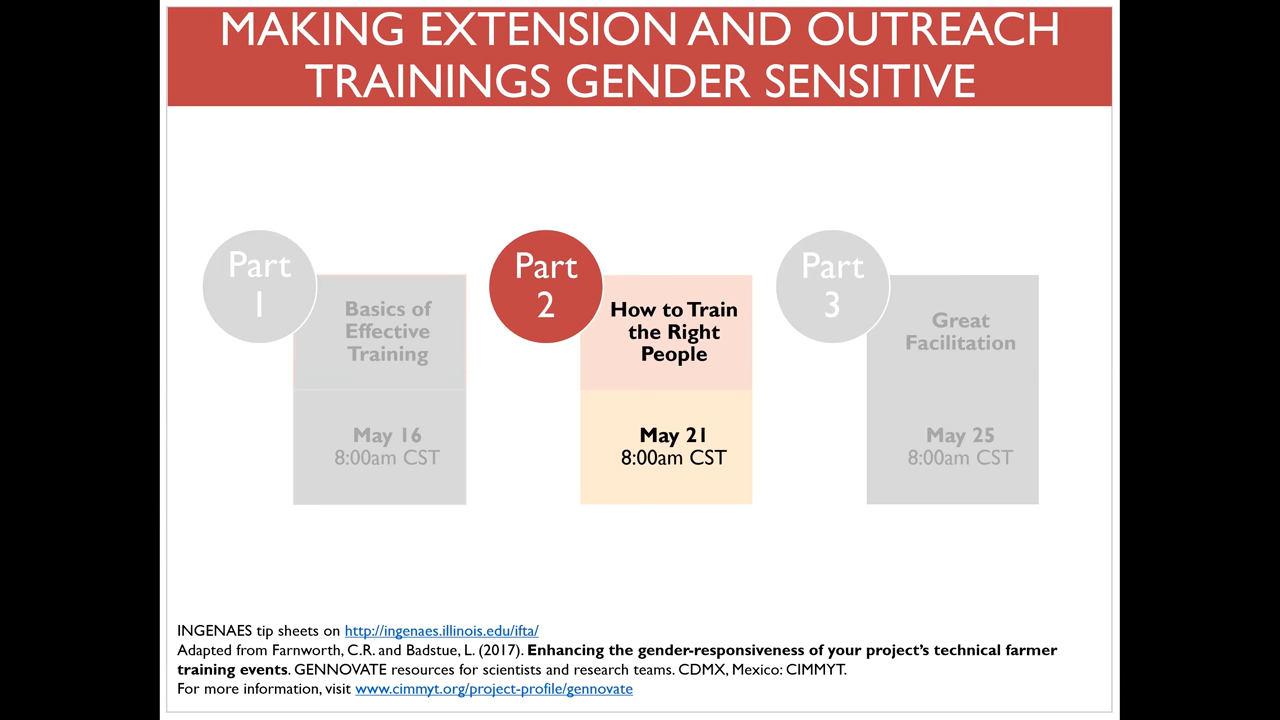 MAKING EXTENSION AND OUTREACH
TRAININGS GENDER SENSITIVE
Part
1
Basics of
Effective
Training
May 16
8:00am CST
Part
2
How to Train
the Right
People
May 21
8:00am CST
Part
3
Great
Facilitation
May 25
8:00am CST
INGENAES tip sheets on http://ingenaes.illinois.edu/ifta/
Adapted from Farnworth, C.R. and Badstue, L. (2017). Enhancing the gender-responsiveness of your project's technical farmer
training events. GENNOVATE resources for scientists and research teams. CDMX, Mexico: CIMMYT.
For more information, visit www.cimmyt.org/project-profile/gennovate